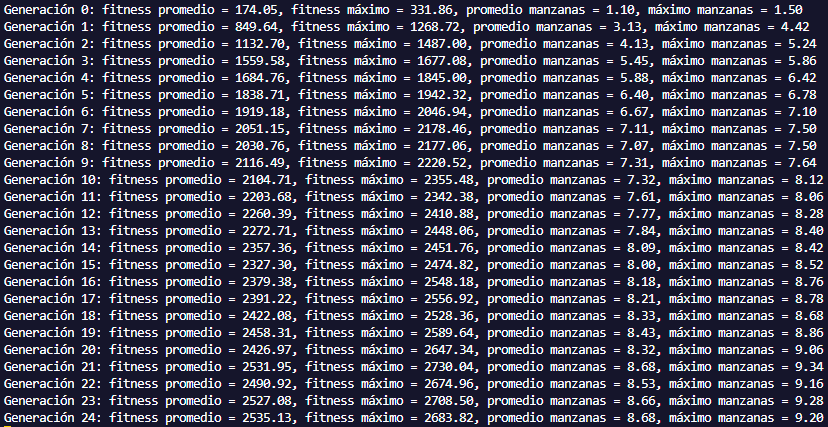 Generación 0: fitness promedio = 174.05, fitness máximo = 331.86, promedio manzanas = 1.10, máximo manzanas = 1.50
Generación 1: fitness promedio = 849.64, fitness máximo = 1268.72, promedio manzanas = 3.13, máximo manzanas = 4.42
Generación 2: fitness promedio = 1132.70, fitness máximo = 1487.00, promedio manzanas = 4.13, máximo manzanas = 5.24
Generación 3: fitness promedio = 1559.58, fitness máximo = 1677.08, promedio manzanas = 5.45, máximo manzanas = 5.86
Generación 4: fitness promedio = 1684.76, fitness máximo = 1845.00, promedio manzanas = 5.88, máximo manzanas = 6.42
Generación 5: fitness promedio = 1838.71, fitness máximo = 1942.32, promedio manzanas = 6.40, máximo manzanas = 6.78
Generación 6: fitness promedio = 1919.18, fitness máximo = 2046.94, promedio manzanas = 6.67, máximo manzanas = 7.10
Generación 7: fitness promedio = 2051.15, fitness máximo = 2178.46, promedio manzanas = 7.11, máximo manzanas = 7.50
Generación 8: fitness promedio = 2030.76, fitness máximo = 2177.06, promedio manzanas = 7.07, máximo manzanas = 7.50
Generación 9: fitness promedio = 2116.49, fitness máximo = 2220.52, promedio manzanas = 7.31, máximo manzanas = 7.64
Generación 10: fitness promedio = 2104.71, fitness máximo = 2355.48, promedio manzanas = 7.32, máximo manzanas = 8.12
Generación 11: fitness promedio = 2203.68, fitness máximo = 2342.38, promedio manzanas = 7.61, máximo manzanas = 8.06
Generación 12: fitness promedio = 2260.39, fitness máximo = 2410.88, promedio manzanas = 7.77, máximo manzanas = 8.28
Generación 13: fitness promedio = 2272.71, fitness máximo = 2448.06, promedio manzanas = 7.84, máximo manzanas = 8.40
Generación 14: fitness promedio = 2357.36, fitness máximo = 2451.76, promedio manzanas = 8.09, máximo manzanas = 8.42
Generación 15: fitness promedio = 2327.30, fitness máximo = 2474.82, promedio manzanas = 8.00, máximo manzanas = 8.52
Generación 16: fitness promedio = 2379.38, fitness máximo = 2548.18, promedio manzanas = 8.18, máximo manzanas = 8.76
Generación 17: fitness promedio = 2391.22, fitness máximo = 2556.92, promedio manzanas = 8.21, máximo manzanas = 8.78
Generación 18: fitness promedio = 2422.08, fitness máximo = 2528.36, promedio manzanas = 8.33, máximo manzanas = 8.68
Generación 19: fitness promedio = 2458.31, fitness máximo = 2589.64, promedio manzanas = 8.43, máximo manzanas = 8.86
Generación 20: fitness promedio = 2426.97, fitness máximo = 2647.34, promedio manzanas = 8.32, máximo manzanas = 9.06
Generación 21: fitness promedio = 2531.95, fitness máximo = 2730.04, promedio manzanas = 8.68, máximo manzanas = 9.34
Generación 22: fitness promedio = 2490.92, fitness máximo = 2674.96, promedio manzanas = 8.53, máximo manzanas = 9.16
Generación 23: fitness promedio = 2527.08, fitness máximo = 2708.50, promedio manzanas = 8.66, máximo manzanas = 9.28
Generación 24: fitness promedio = 2535.13, fitness máximo = 2683.82, promedio manzanas = 8.68, máximo manzanas = 9.20